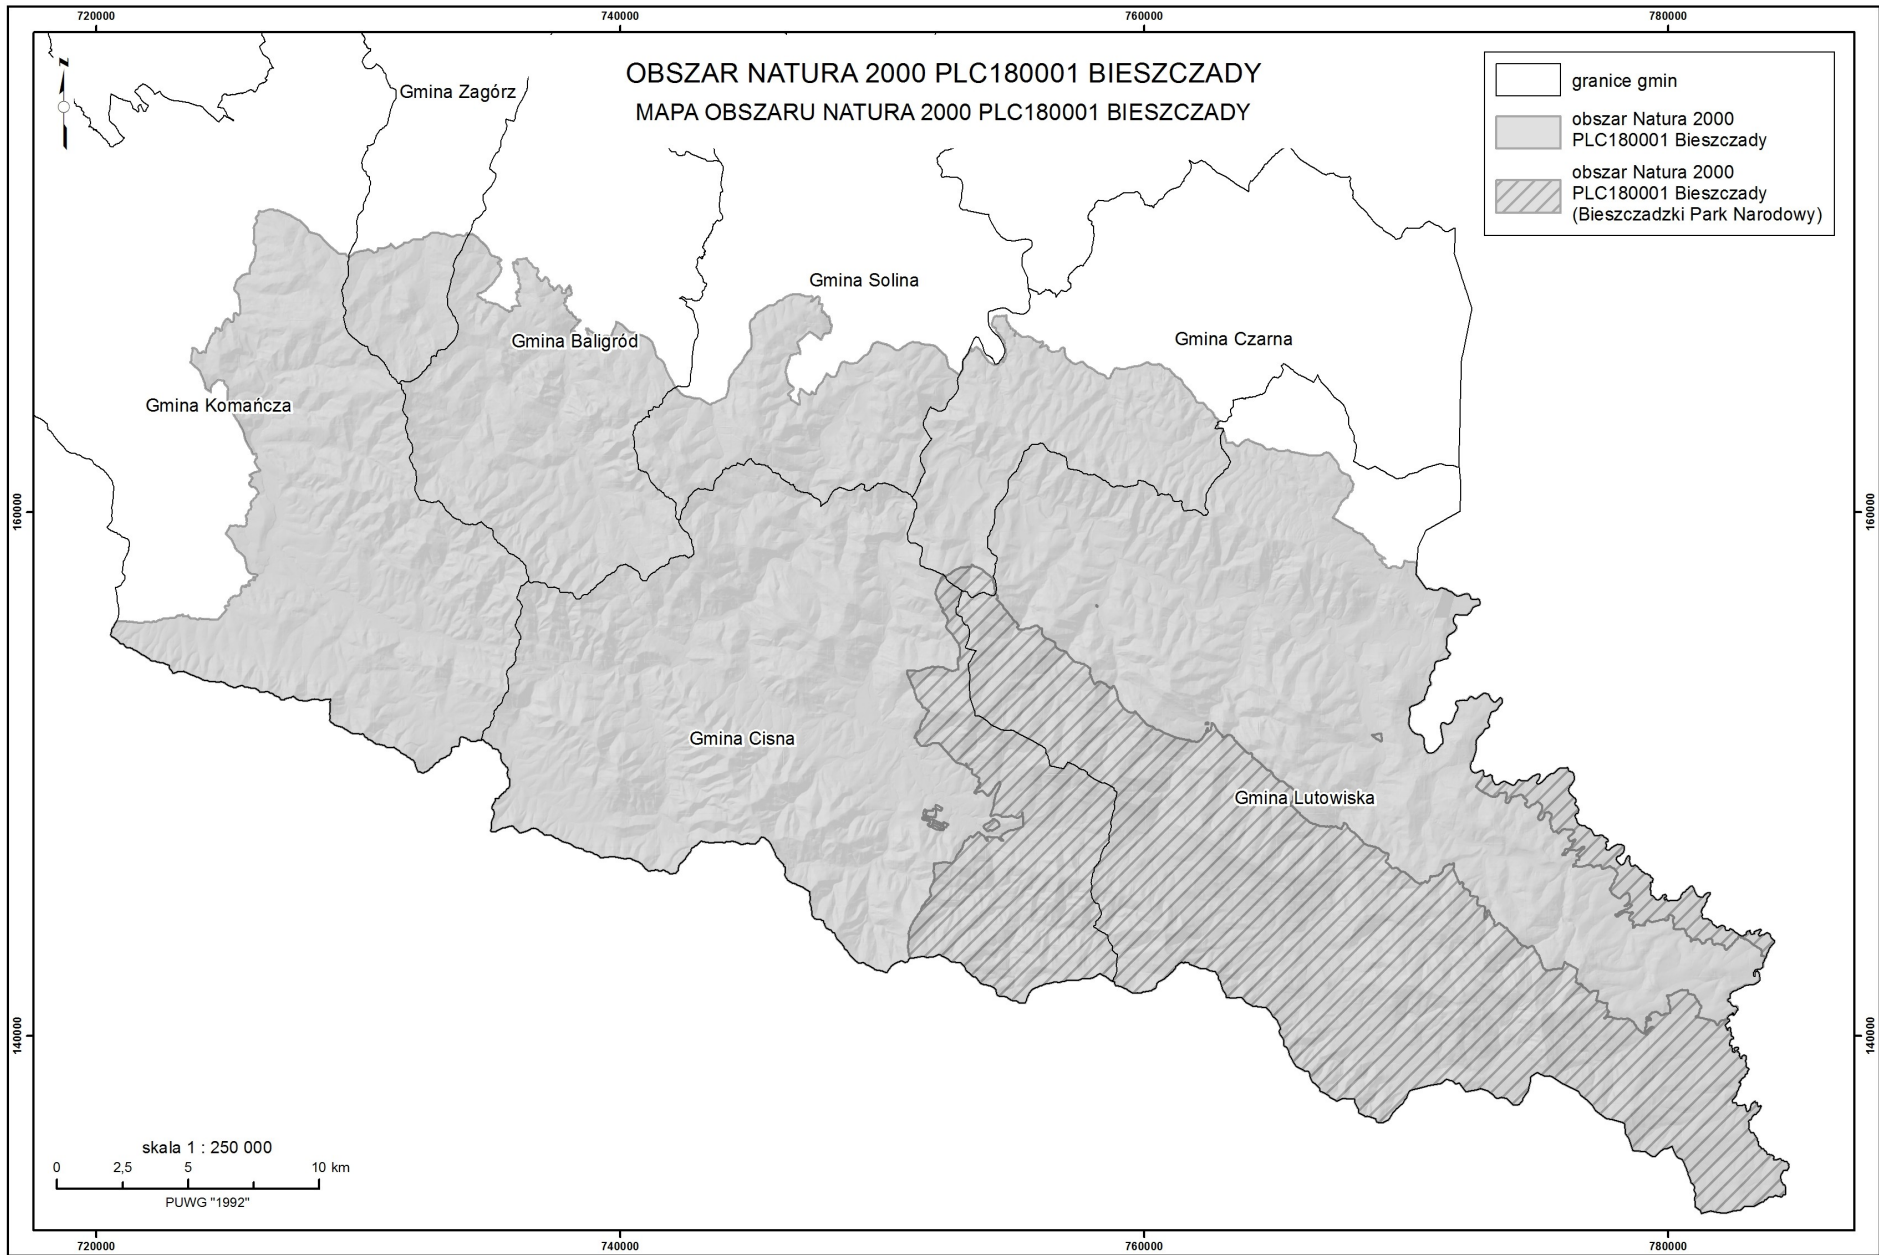 720000
740000
760000
780000
OBSZAR NATURA 2000 PLC180001 BIESZCZADY
MAPA OBSZARU NATURA 2000 PLC180001 BIESZCZADY
granice gmin
obszar Natura 2000
PLC180001 Bieszczady
obszar Natura 2000
PLC180001 Bieszczady
(Bieszczadzki Park Narodowy)
Z
Gmina Zagórz
Gmina Solina
Gmina Czarna
Gmina Baligród
Gmina Komańcza
160000
160000
Gmina Cisna
Gmina Lutowiska
140000
140000
skala 1 : 250 000
0 2,5 5 10 km
PUWG "1992"
720000
740000
760000
780000